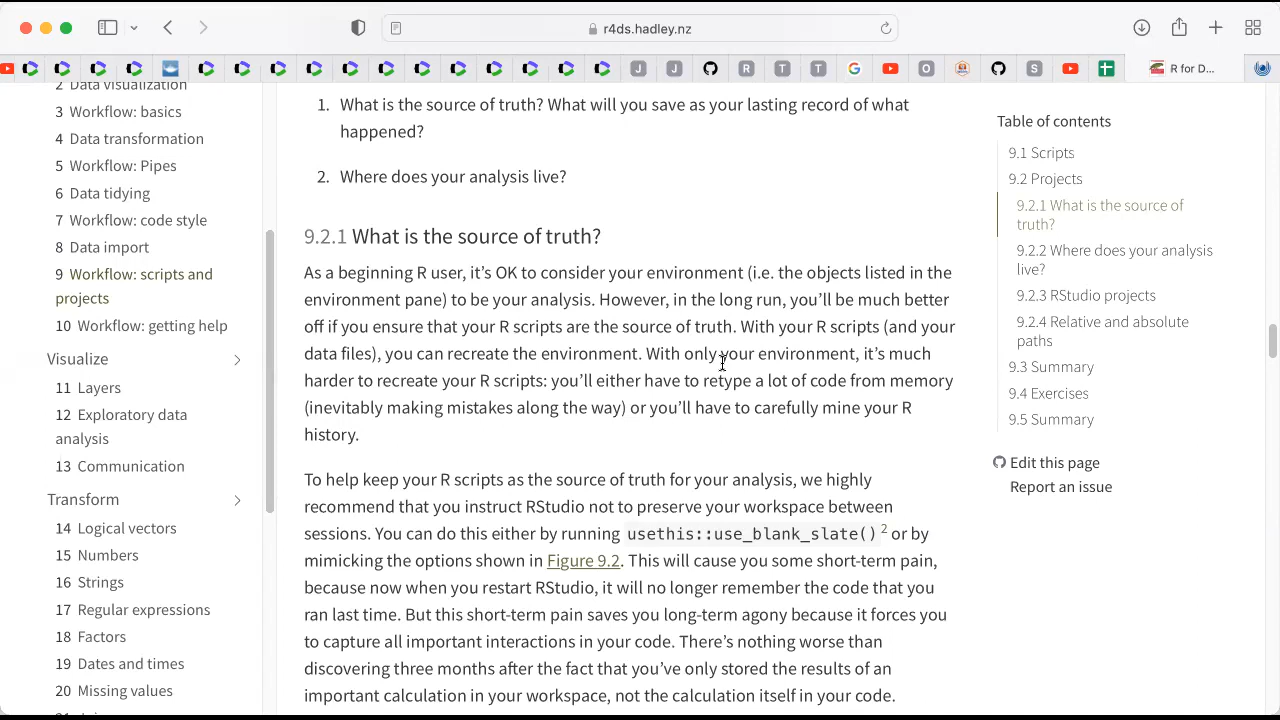 r4ds.hadley.nz
J
J
R
T
T
G
O
S
R for D...
2 Data visualization
3 Workflow: basics
4 Data transformation
5 Workflow: Pipes
6 Data tidying
7 Workflow: code style
8 Data import
9 Workflow: scripts and
projects
10 Workflow: getting help
Visualize
11 Layers
12 Exploratory data
analysis
13 Communication
Transform
14 Logical vectors
15 Numbers
16 Strings
17 Regular expressions
18 Factors
19 Dates and times
20 Missing values
1. What is the source of truth? What will you save as your lasting record of what
happened?
2. Where does your analysis live?
9.2.1 What is the source of truth?
As a beginning R user, it’s OK to consider your environment (i.e. the objects listed in the
environment pane) to be your analysis. However, in the long run, you’ll be much better
off if you ensure that your R scripts are the source of truth. With your R scripts (and your
data files), you can recreate the environment. With only your environment, it’s much
harder to recreate your R scripts: you’ll either have to retype a lot of code from memory
(inevitably making mistakes along the way) or you’ll have to carefully mine your R
history.
To help keep your R scripts as the source of truth for your analysis, we highly
recommend that you instruct RStudio not to preserve your workspace between
sessions. You can do this either by running usethis::use_blank_slate() 2 or by
mimicking the options shown in Figure 9.2. This will cause you some short-term pain,
because now when you restart RStudio, it will no longer remember the code that you
ran last time. But this short-term pain saves you long-term agony because it forces you
to capture all important interactions in your code. There’s nothing worse than
discovering three months after the fact that you’ve only stored the results of an
important calculation in your workspace, not the calculation itself in your code.
Table of contents
9.1 Scripts
9.2 Projects
9.2.1 What is the source of
truth?
9.2.2 Where does your analysis
live?
9.2.3 RStudio projects
9.2.4 Relative and absolute
paths
9.3 Summary
9.4 Exercises
9.5 Summary
Edit this page
Report an issue